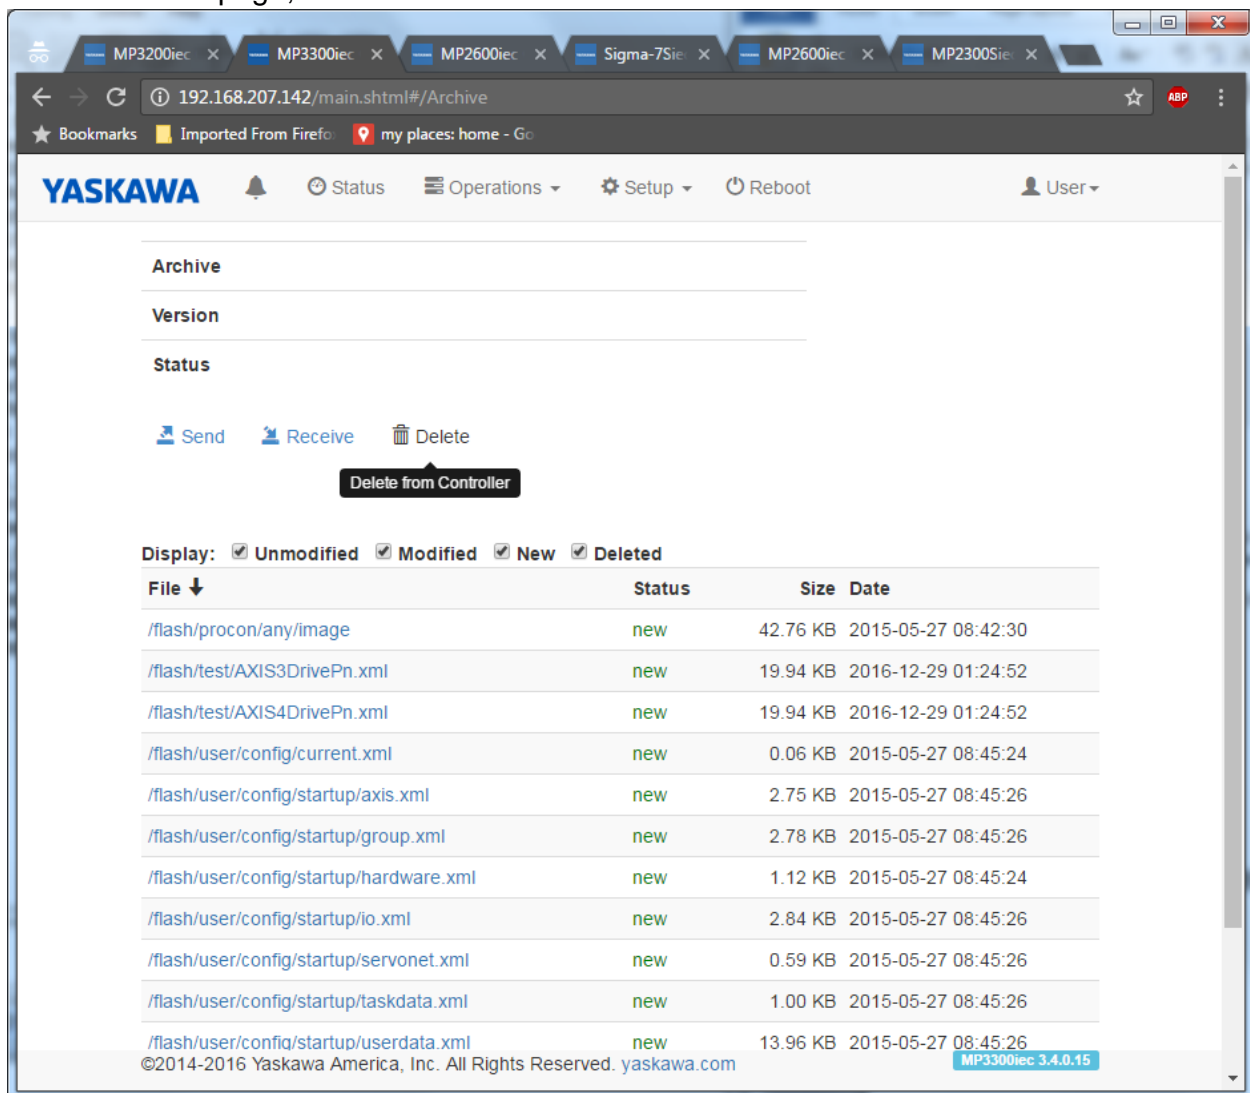 MP3200iec MP3300iec MP2600iec Sigma-7Sie MP2600iec MP2300Siec
192.168.207.142/main.shtml#/Archive ABP
Bookmarks Imported From Firefo my places: home - Go
YASKAWA Status Operations Setup Reboot User
Archive
Version
Status
Send Receive Delete
Delete from Controller
Display: Unmodified Modified New Deleted
File Status Size Date
/flash/procon/any/image new 42.76 KB 2015-05-27 08:42:30
/flash/test/AXIS3DrivePn.xml new 19.94 KB 2016-12-29 01:24:52
/flash/test/AXIS4DrivePn.xml new 19.94 KB 2016-12-29 01:24:52
/flash/user/config/current.xml new 0.06 KB 2015-05-27 08:45:24
/flash/user/config/startup/axis.xml new 2.75 KB 2015-05-27 08:45:26
/flash/user/config/startup/group.xml new 2.78 KB 2015-05-27 08:45:26
/flash/user/config/startup/hardware.xml new 1.12 KB 2015-05-27 08:45:24
/flash/user/config/startup/io.xml new 2.84 KB 2015-05-27 08:45:26
/flash/user/config/startup/servonet.xml new 0.59 KB 2015-05-27 08:45:26
/flash/user/config/startup/taskdata.xml new 1.00 KB 2015-05-27 08:45:26
/flash/user/config/startup/userdata.xml new 13.96 KB 2015-05-27 08:45:26
©2014-2016 Yaskawa America, Inc. All Rights Reserved. yaskawa.com MP3300iec 3.4.0.15